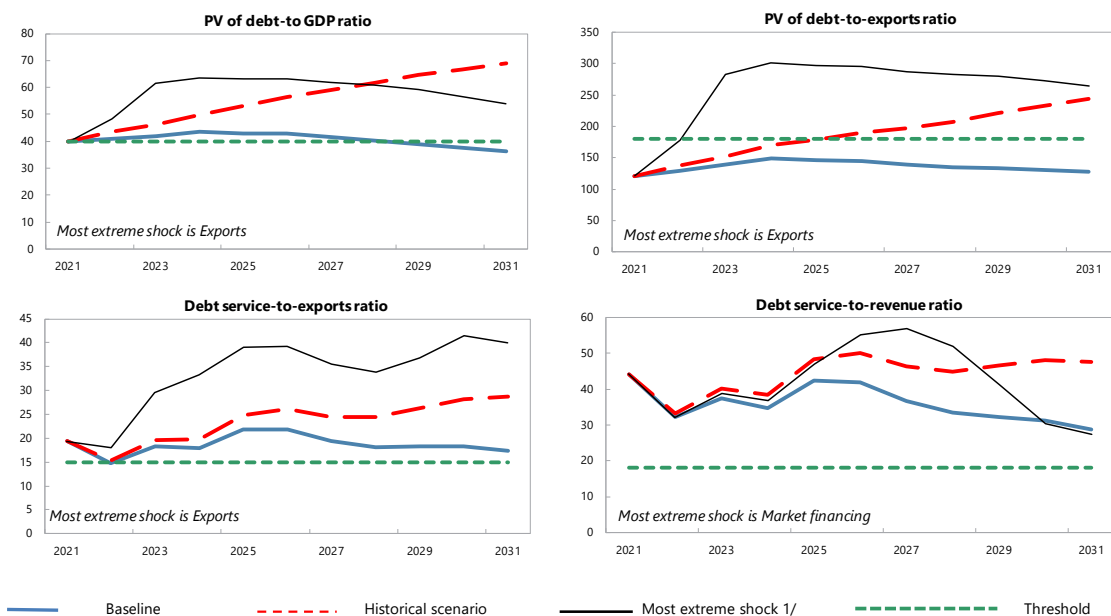 PV of debt-to GDP ratio
80
70
60
50
40
30
20
10
0
Most extreme shock is Exports
2021 2023 2025 2027 2029 2031
PV of debt-to-exports ratio
350
300
250
200
150
100
50
0
Most extreme shock is Exports
2021 2023 2025 2027 2029 2031
Debt service-to-exports ratio
45
40
35
30
25
20
15
10
5
0
Most extreme shock is Exports
2021 2023 2025 2027 2029 2031
Debt service-to-revenue ratio
60
50
40
30
20
10
0
Most extreme shock is Market financing
2021 2023 2025 2027 2029 2031
Baseline Historical scenario Most extreme shock 1/ Threshold